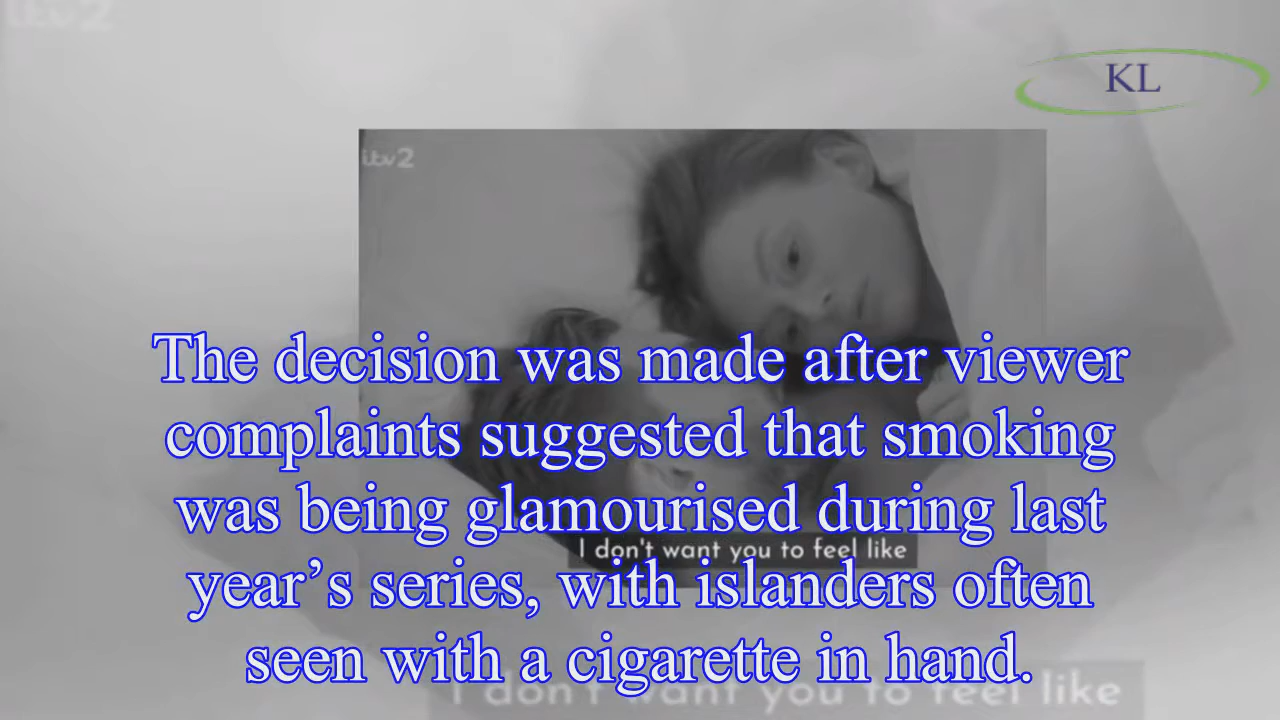 itv2
KL
itv2
The decision was made after viewer
complaints suggested that smoking
was being glamourised during last
I don't want you to feel like
year’s series, with islanders often
seen with a cigarette in hand.
I don't want you to feel like